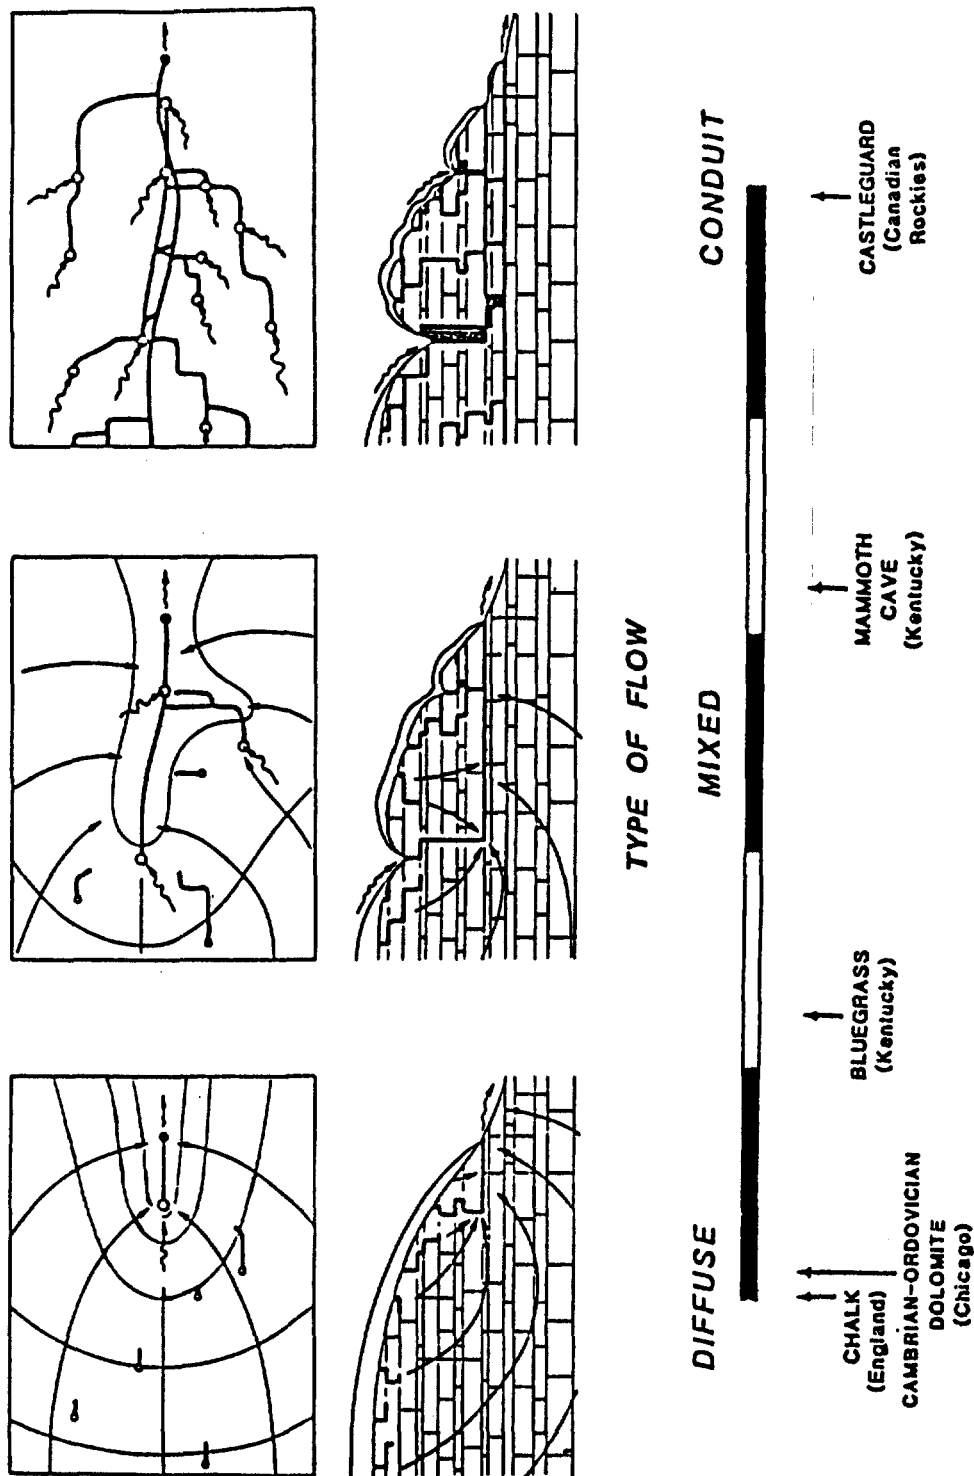 TYPE OF FLOW
DIFFUSE
MIXED
CONDUIT
CHALK
(England)
CAMBRIAN-ORDOVICIAN
DOLOMITE
(Chicago)
BLUEGRASS
(Kentucky)
MAMMOTH
CAVE
(Kentucky)
CASTLEGUARD
(Canadian
Rockies)